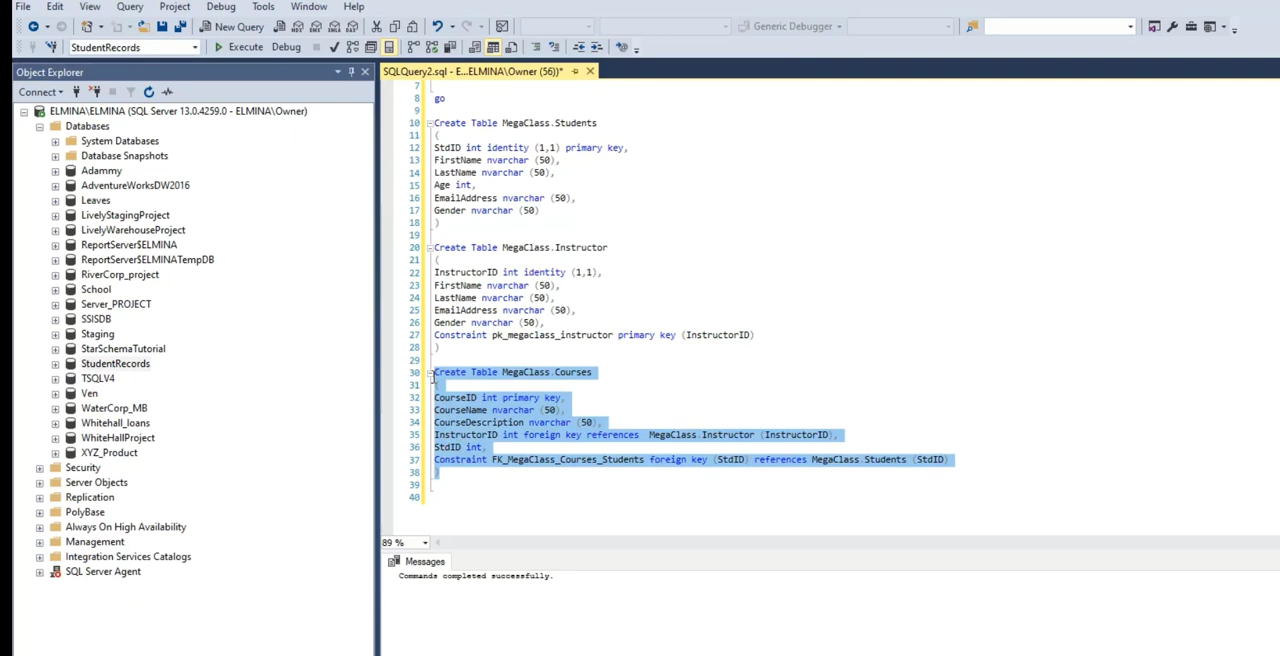 File Edit View Query Project Debug Tools Window Help
New Query
Generic Debugger
StudentRecords
Execute Debug
Object Explorer
Connect
ELMINA\ELMINA (SQL Server 13.0.4259.0 - ELMINA\Owner)
Databases
System Databases
Database Snapshots
Adammy
AdventureWorksDW2016
Leaves
LivelyStagingProject
LivelyWarehouseProject
ReportServer$ELMINA
ReportServer$ELMINATempDB
RiverCorp_project
School
Server_PROJECT
SSISDB
Staging
StarSchemaTutorial
StudentRecords
TSQLV4
Ven
WaterCorp_MB
Whitehall_loans
WhiteHallProject
XYZ_Product
Security
Server Objects
Replication
PolyBase
Always On High Availability
Management
Integration Services Catalogs
SQL Server Agent
SQLQuery2.sql - E...ELMINA\Owner (56))*
7
8 go
9
10 Create Table MegaClass.Students
11 (
12 StdID int identity (1,1) primary key,
13 FirstName nvarchar (50),
14 LastName nvarchar (50),
15 Age int,
16 EmailAddress nvarchar (50),
17 Gender nvarchar (50)
18 )
19
20 Create Table MegaClass.Instructor
21 (
22 InstructorID int identity (1,1),
23 FirstName nvarchar (50),
24 LastName nvarchar (50),
25 EmailAddress nvarchar (50),
26 Gender nvarchar (50),
27 Constraint pk_megaclass_instructor primary key (InstructorID)
28 )
29
30 Create Table MegaClass.Courses
31 (
32 CourseID int primary key,
33 CourseName nvarchar (50),
34 CourseDescription nvarchar (50),
35 InstructorID int foreign key references MegaClass.Instructor (InstructorID),
36 StdID int,
37 Constraint FK_MegaClass_Courses_Students foreign key (StdID) references MegaClass.Students (StdID)
38 )
39
40
89 %
Messages
Commands completed successfully.